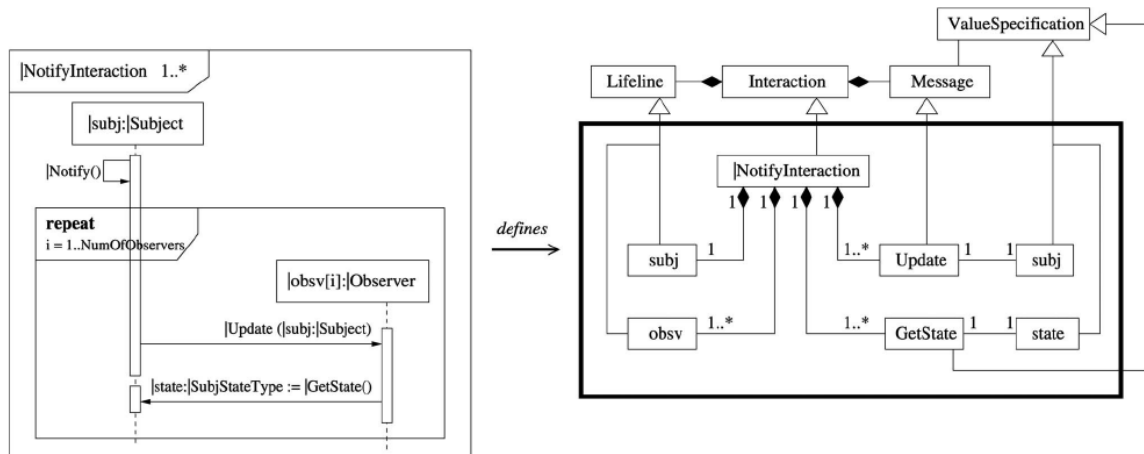 |NotifyInteraction 1..*
|subj:|Subject
|Notify()
repeat
i = 1..NumOfObservers
|obsv[i]:|Observer
|Update (|subj:|Subject)
|state:|SubjStateType := |GetState()
defines
ValueSpecification
Lifeline
Interaction
Message
|NotifyInteraction
1
1
1
1
subj
1
1..*
Update
1
1
subj
obsv
1..*
1..*
GetState
1
1
state